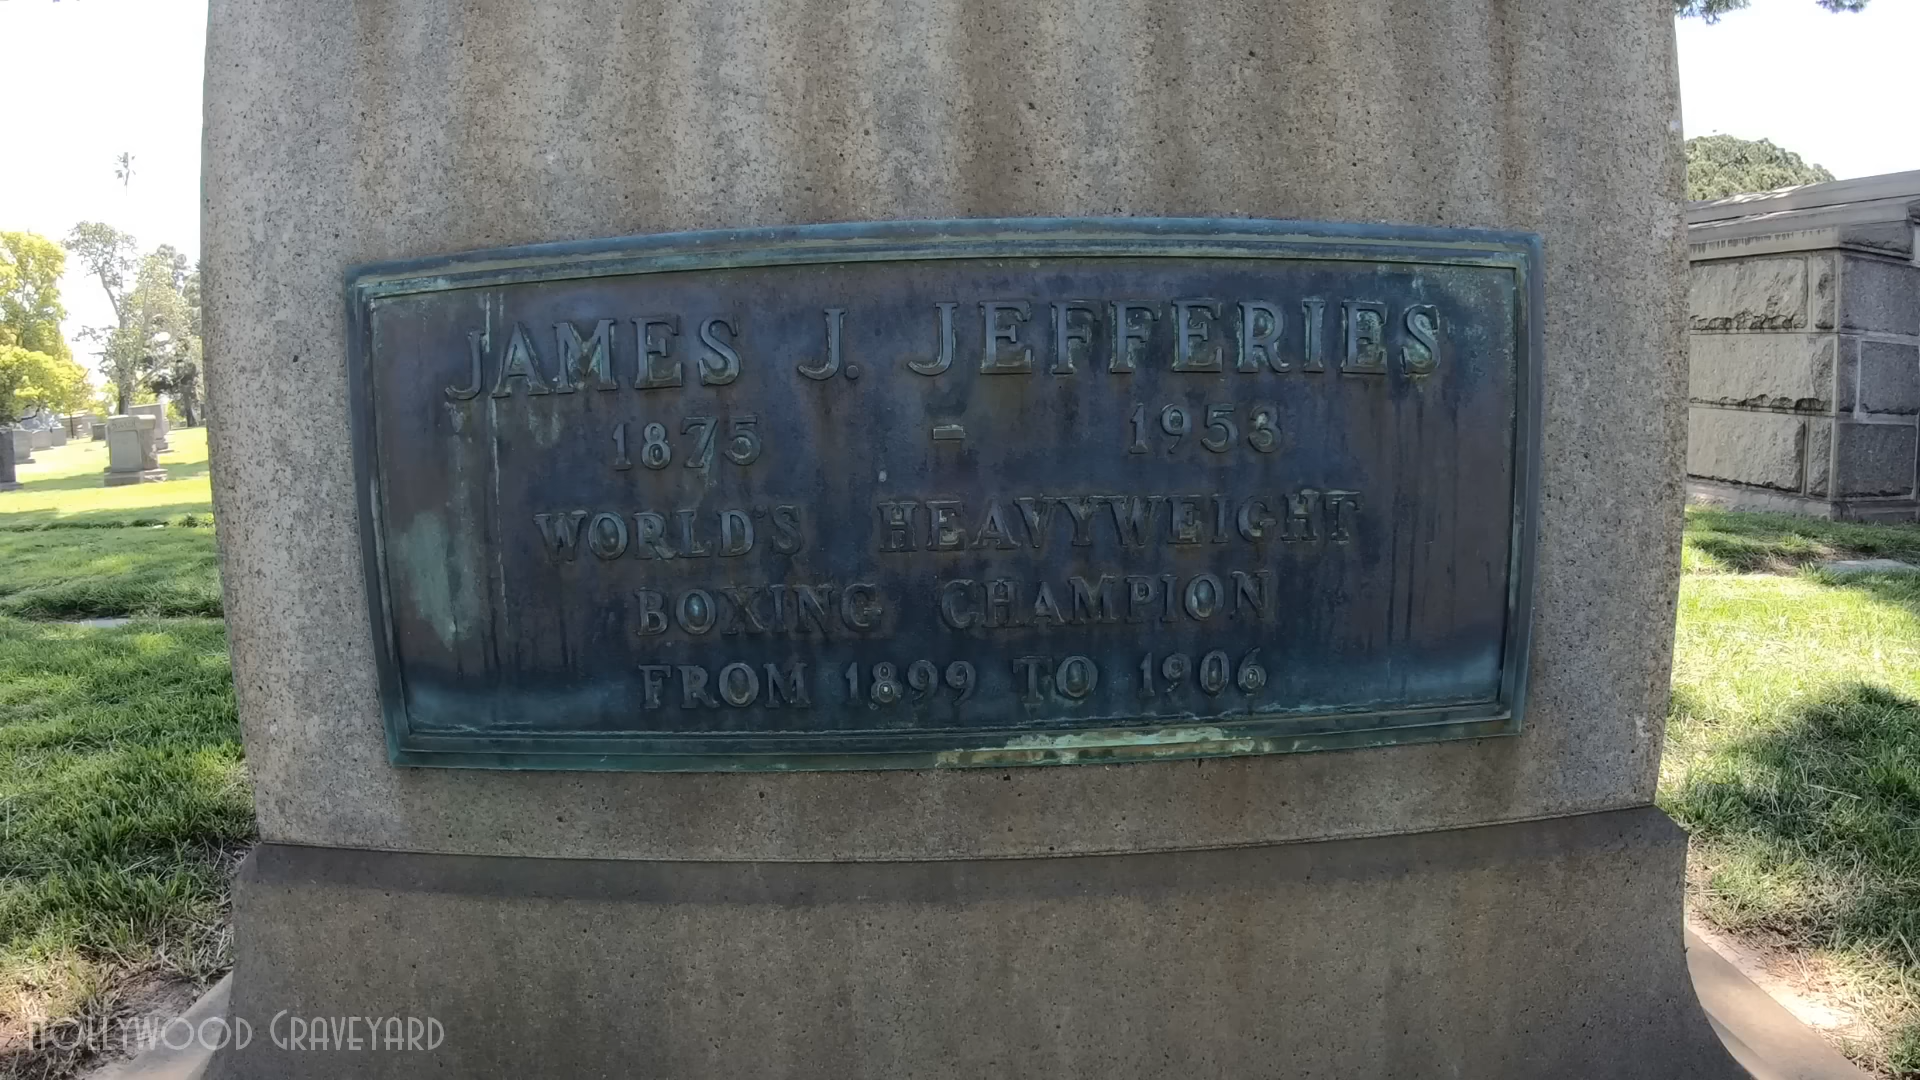 JAMES J. JEFFERIES
1875 - 1953
WORLD'S HEAVYWEIGHT
BOXING CHAMPION
FROM 1899 TO 1906
HOLLYWOOD GRAVEYARD